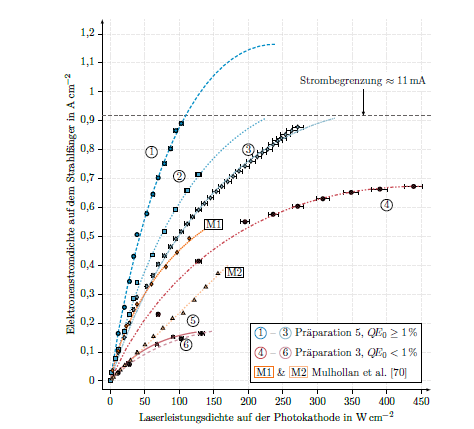 Elektronenstromdichte auf dem Strahlfänger in A cm⁻²
1,2
1,1
1
0,9
0,8
0,7
0,6
0,5
0,4
0,3
0,2
0,1
0
Strombegrenzung ≈ 11 mA
1
2
3
4
M1
M2
5
6
1 – 3 Präparation 5, QE₀ ≥ 1 %
4 – 6 Präparation 3, QE₀ < 1 %
M1 & M2 Mulhollan et al. [70]
0 50 100 150 200 250 300 350 400 450
Laserleistungsdichte auf der Photokathode in W cm⁻²